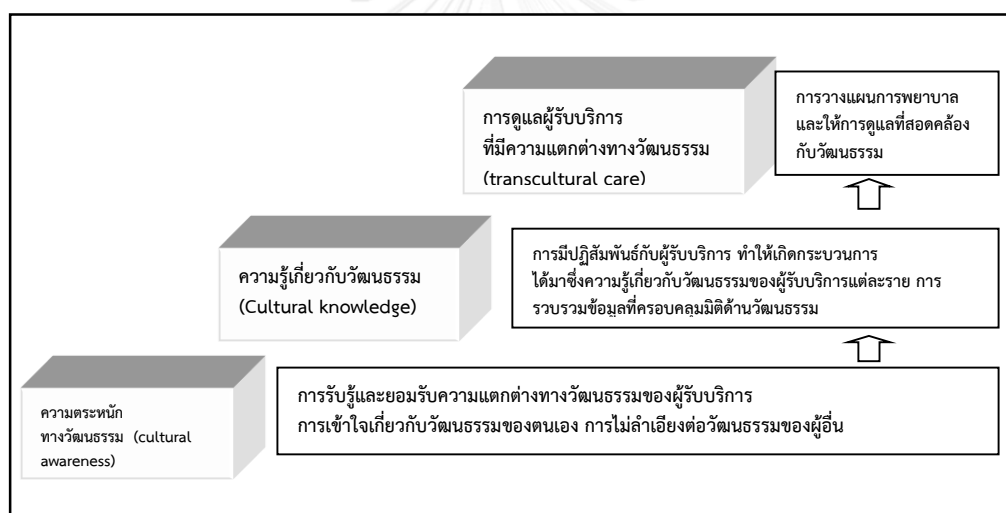 การดูแลผู้รับบริการ
ที่มีความแตกต่างทางวัฒนธรรม
(transcultural care)
การวางแผนการพยาบาล
และให้การดูแลที่สอดคล้อง
กับวัฒนธรรม
ความรู้เกี่ยวกับวัฒนธรรม
(Cultural knowledge)
การมีปฏิสัมพันธ์กับผู้รับบริการ ทำให้เกิดกระบวนการ
ได้มาซึ่งความรู้เกี่ยวกับวัฒนธรรมของผู้รับบริการแต่ละราย การ
รวบรวมข้อมูลที่ครอบคลุมมิติด้านวัฒนธรรม
ความตระหนัก
ทางวัฒนธรรม (cultural
awareness)
การรับรู้และยอมรับความแตกต่างทางวัฒนธรรมของผู้รับบริการ
การเข้าใจเกี่ยวกับวัฒนธรรมของตนเอง การไม่ลำเอียงต่อวัฒนธรรมของผู้อื่น